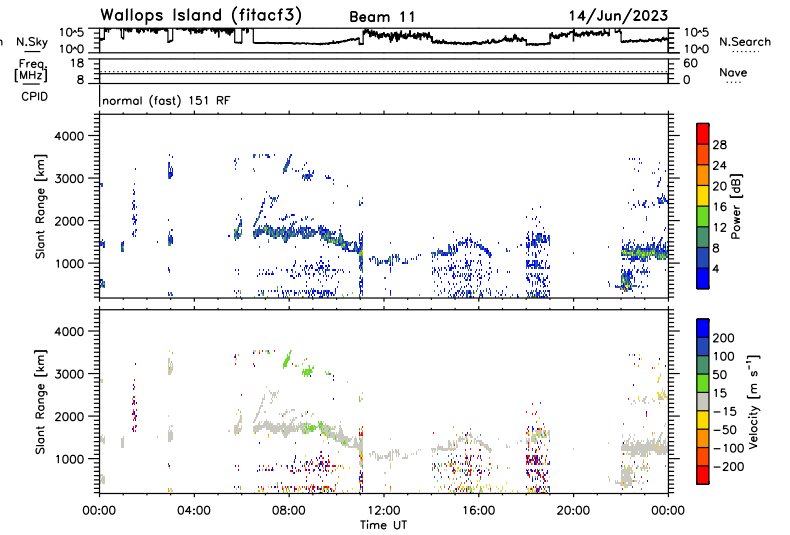 Wallops Island (fitacf3) Beam 11 14/Jun/2023
n N.Sky 10^5 10^0 10^5 10^0 N.Search
Freq. [MHz] 18 8 60 0 Nave
CPID normal (fast) 151 RF
Slant Range [km] 4000 3000 2000 1000
28 24 20 16 12 8 4 Power [dB]
Slant Range [km] 4000 3000 2000 1000
200 100 50 15 −15 −50 −100 −200 Velocity [m s⁻¹]
00:00 04:00 08:00 12:00 16:00 20:00 00:00
Time UT